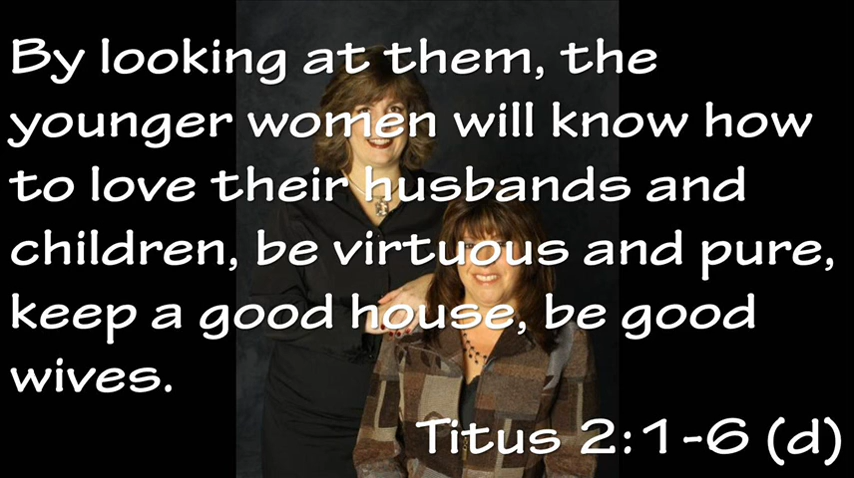 By looking at them, the
younger women will know how
to love their husbands and
children, be virtuous and pure,
keep a good house, be good
wives.
Titus 2:1-6 (d)